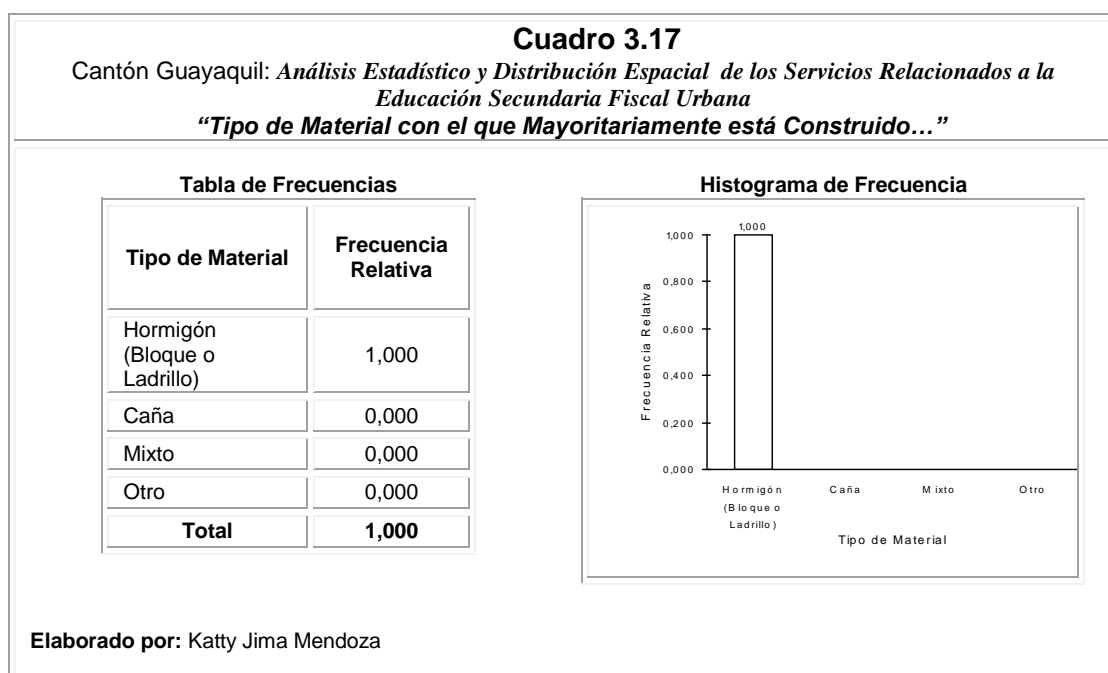 Cuadro 3.17
Cantón Guayaquil: Análisis Estadístico y Distribución Espacial de los Servicios Relacionados a la
Educación Secundaria Fiscal Urbana
“Tipo de Material con el que Mayoritariamente está Construido…”
Tabla de Frecuencias
Tipo de Material
Frecuencia
Relativa
Hormigón
(Bloque o
Ladrillo)
1,000
Caña
0,000
Mixto
0,000
Otro
0,000
Total
1,000
Histograma de Frecuencia
1,000
1,000
0,800
0,600
0,400
0,200
0,000
Frecuencia Relativa
Hormigón
(Bloque o
Ladrillo)
Caña
Mixto
Otro
Tipo de Material
Elaborado por: Katty Jima Mendoza